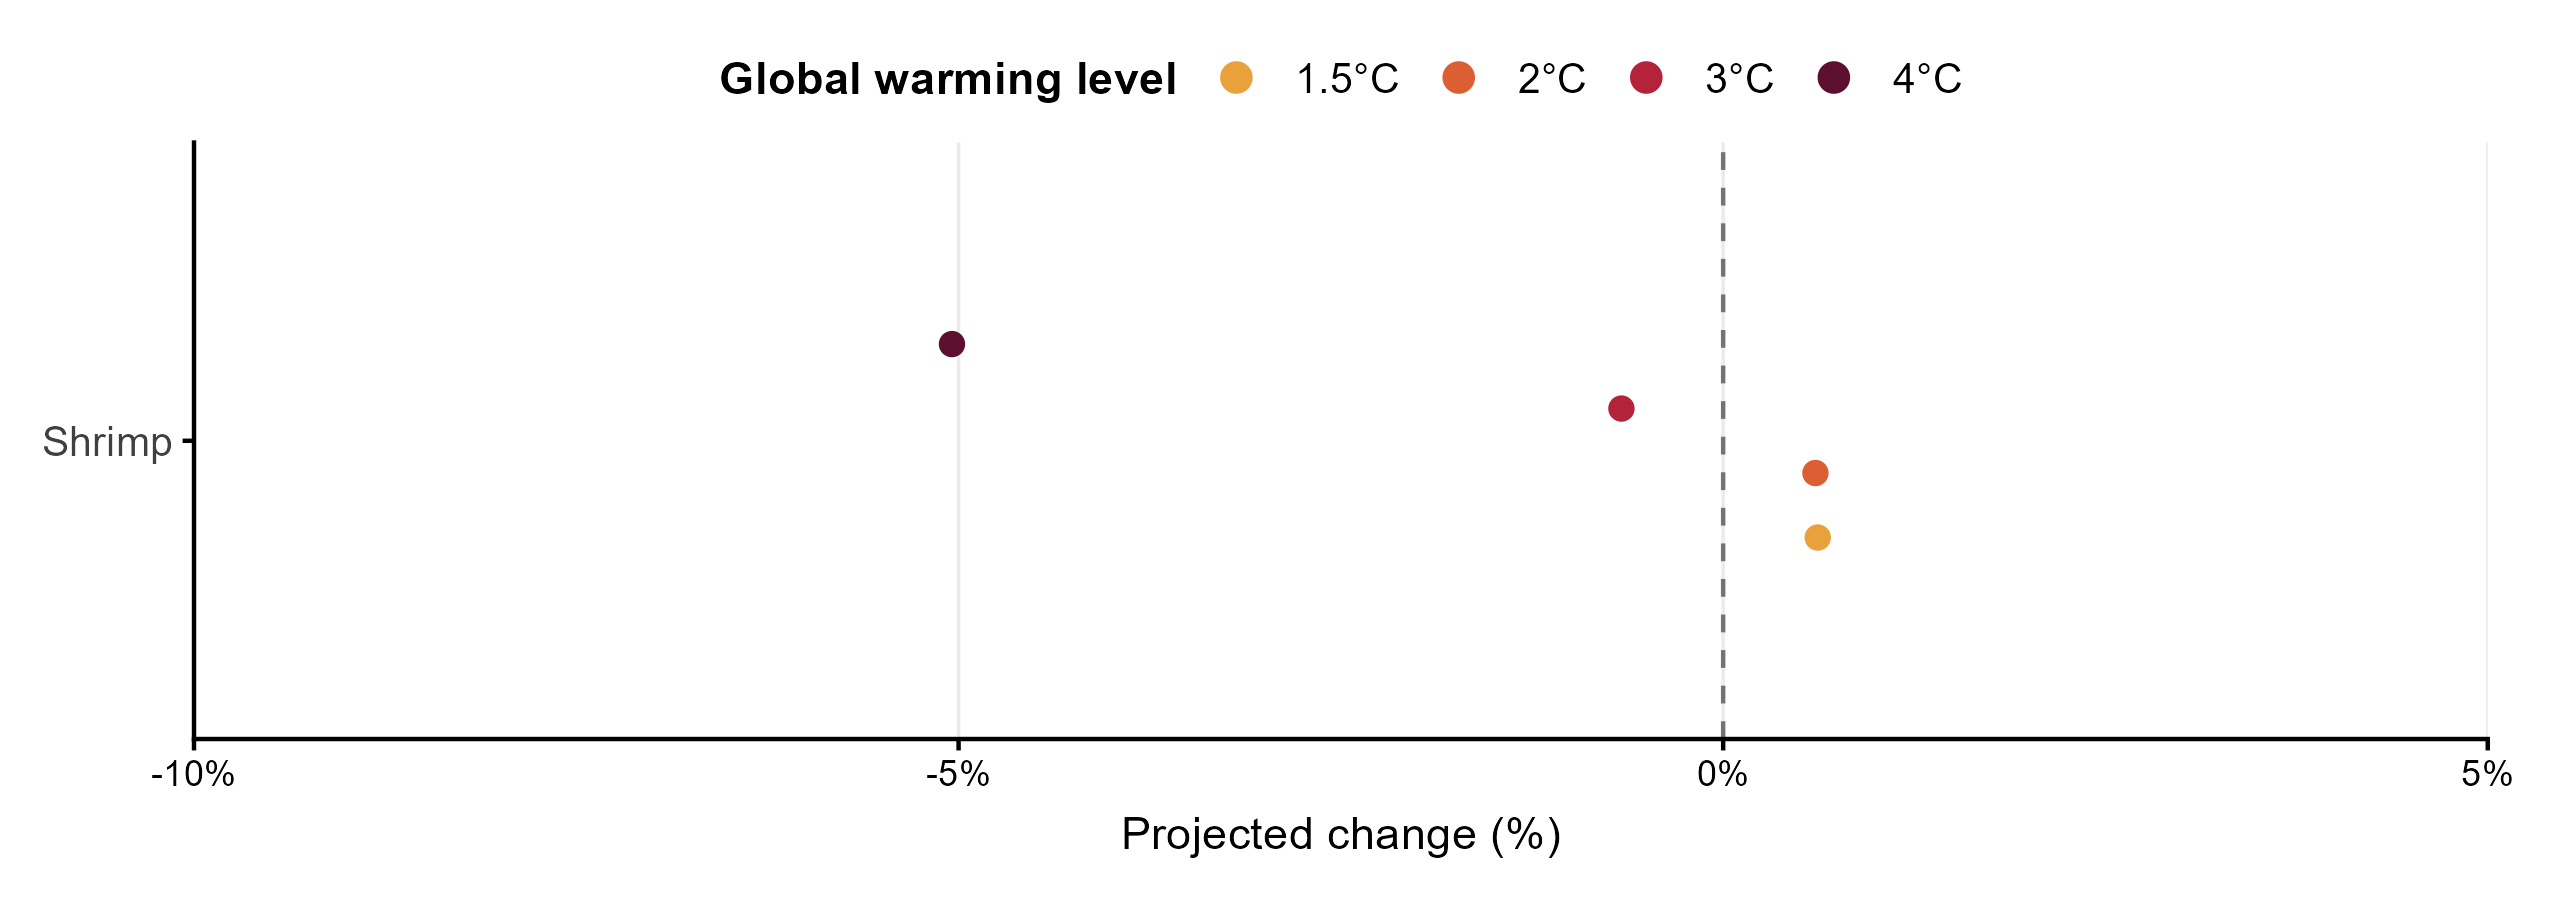 Global warming level 1.5°C 2°C 3°C 4°C
Shrimp
-10% -5% 0% 5%
Projected change (%)